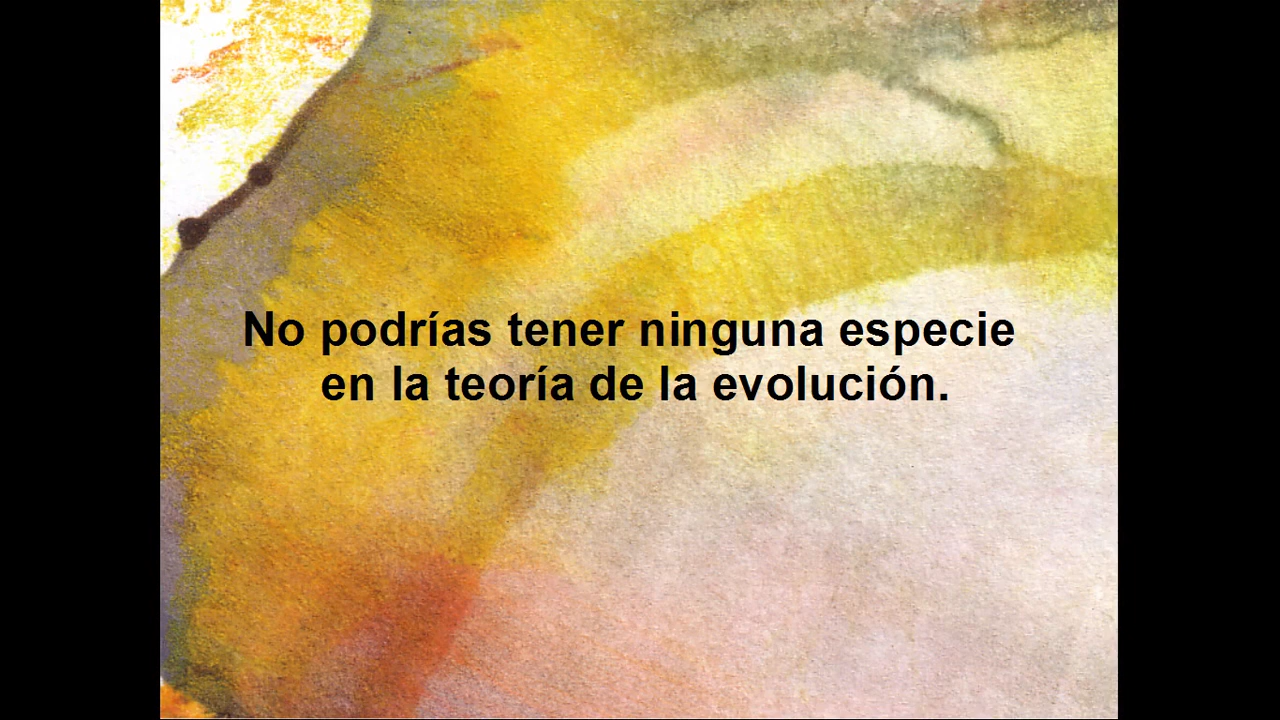 No podrías tener ninguna especie
en la teoría de la evolución.